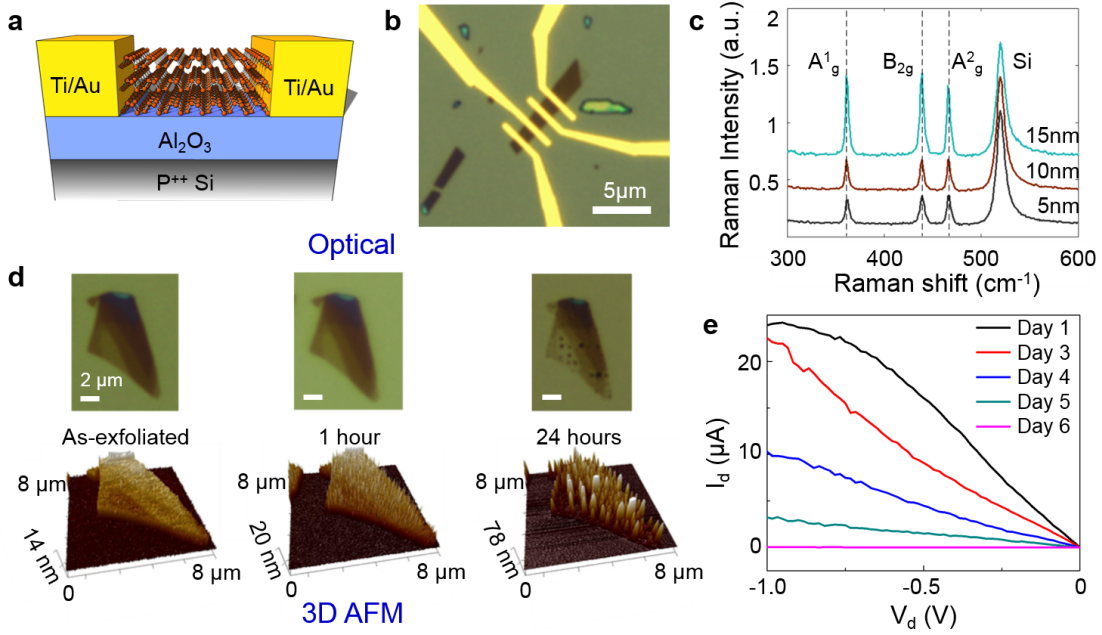 a
Ti/Au
Ti/Au
Al₂O₃
P⁺⁺ Si
b
5μm
c
2
1.5
1
0.5
Raman Intensity (a.u.)
A¹g
B₂g
A²g
Si
15nm
10nm
5nm
300
400
500
600
Raman shift (cm⁻¹)
Optical
d
2 μm
As-exfoliated
1 hour
24 hours
8 μm
14 nm
0
8 μm
8 μm
20 nm
0
8 μm
8 μm
78 nm
0
8 μm
3D AFM
e
Day 1
Day 3
Day 4
Day 5
Day 6
20
10
0
I_d (μA)
-1.0
-0.5
0
V_d (V)